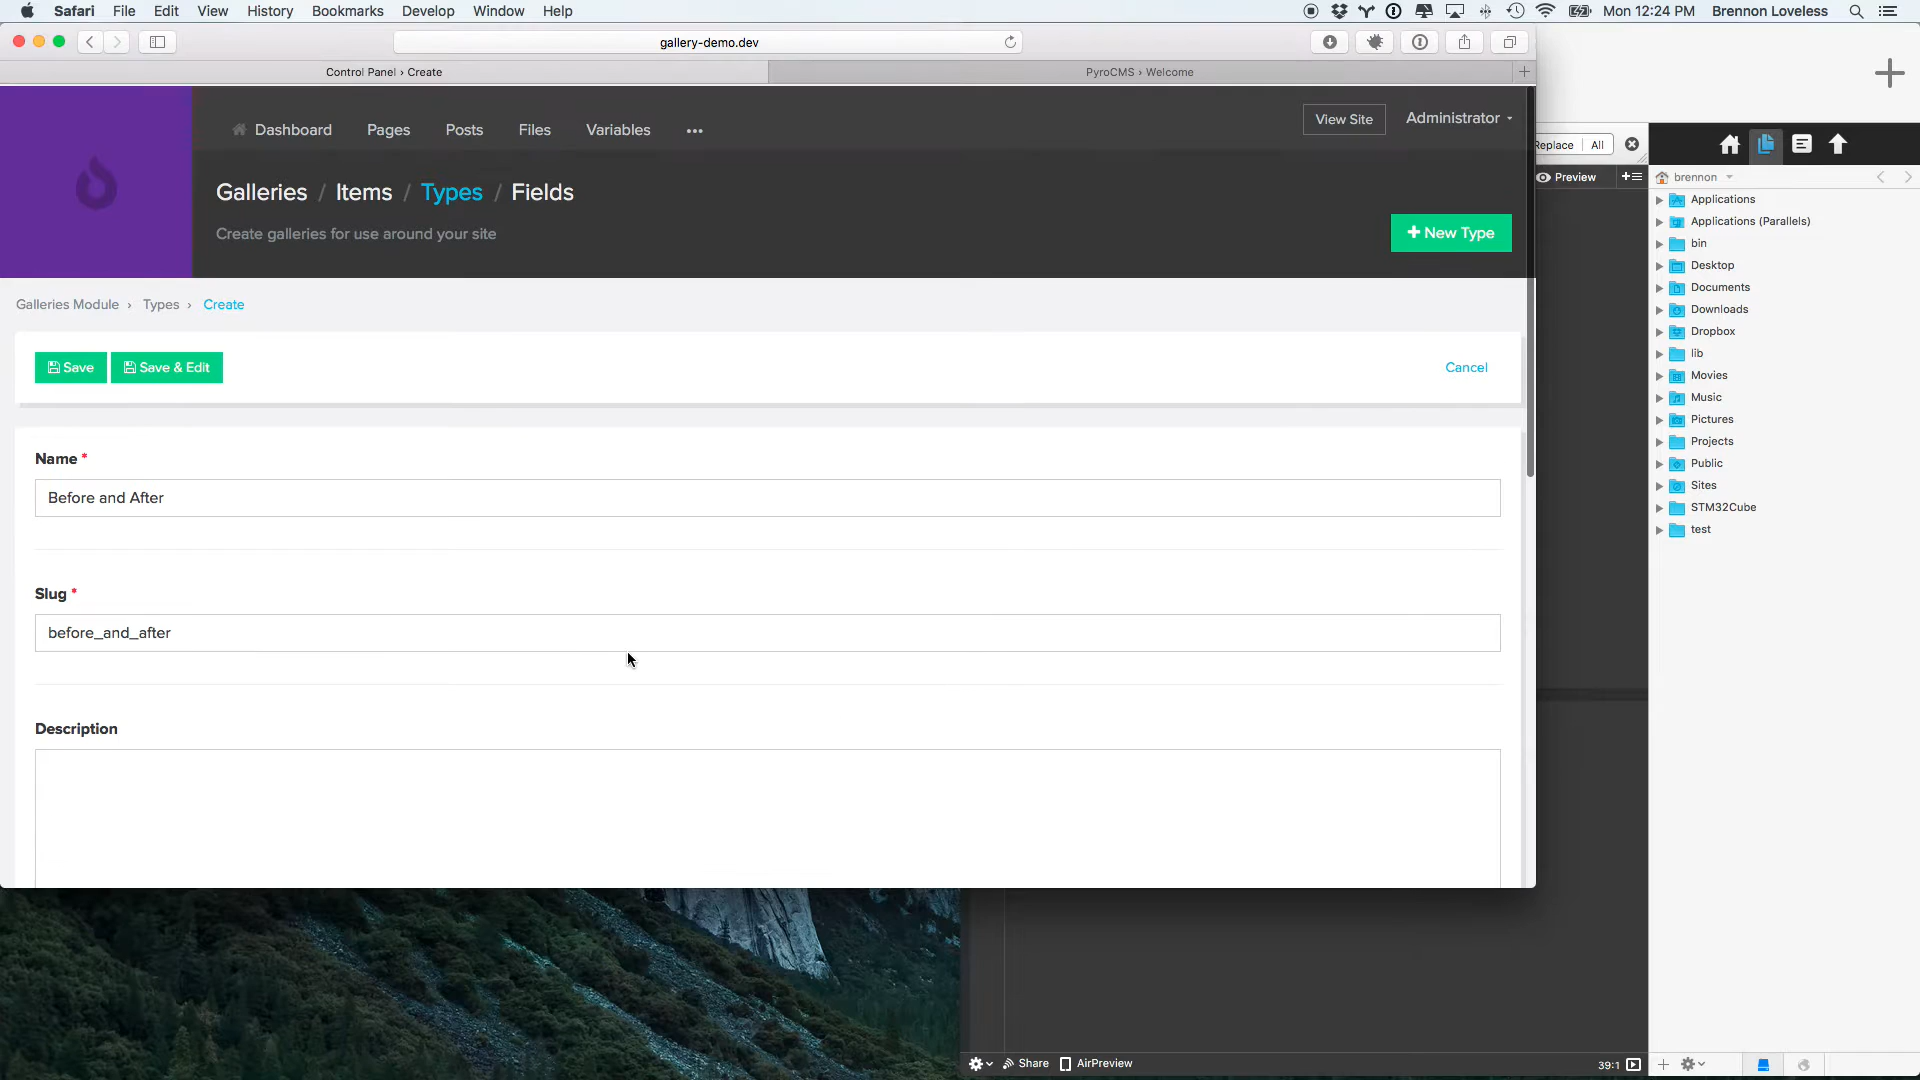 Safari File Edit View History Bookmarks Develop Window Help
Mon 12:24 PM Brennon Loveless
gallery-demo.dev
Control Panel › Create
PyroCMS › Welcome
Dashboard Pages Posts Files Variables •••
View Site Administrator
Galleries / Items / Types / Fields
Create galleries for use around your site
New Type
Galleries Module › Types › Create
Save Save & Edit
Cancel
Name *
Before and After
Slug *
before_and_after
Description
Replace All
Preview
brennon
Applications
Applications (Parallels)
bin
Desktop
Documents
Downloads
Dropbox
lib
Movies
Music
Pictures
Projects
Public
Sites
STM32Cube
test
Share AirPreview
39:1